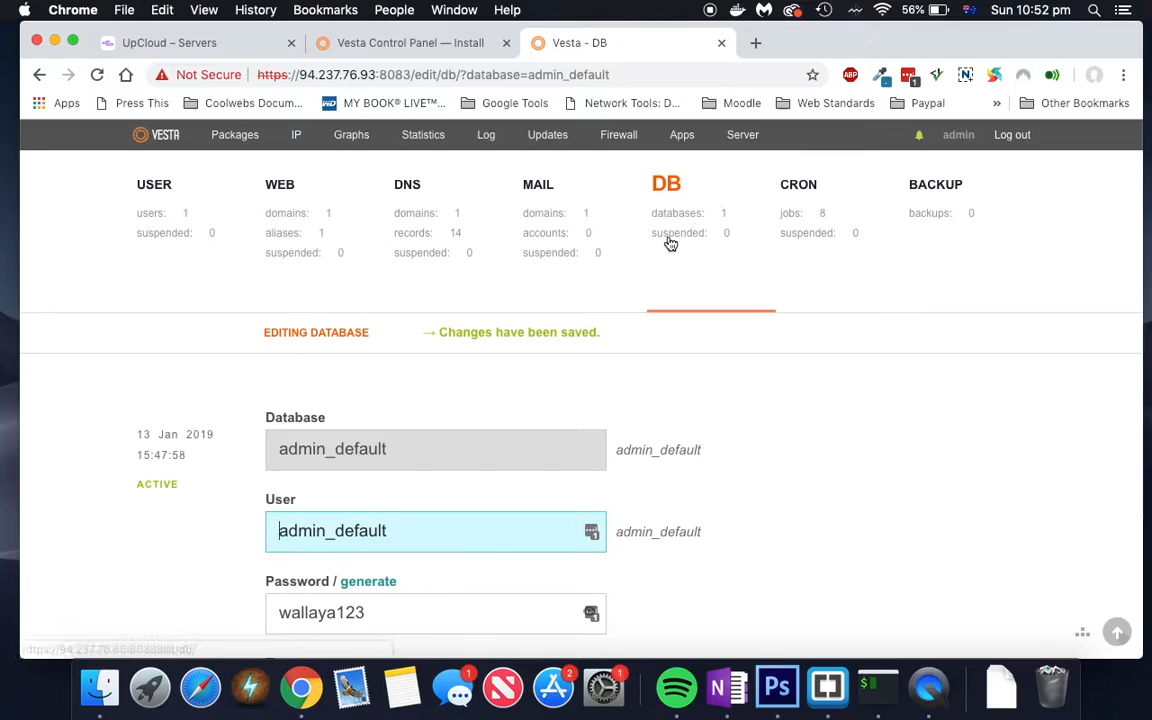 Chrome File Edit View History Bookmarks People Window Help 56% Sun 10:52 pm
UpCloud – Servers Vesta Control Panel — Install Vesta - DB
Not Secure https://94.237.76.93:8083/edit/db/?database=admin_default
Apps Press This Coolwebs Docum... MY BOOK® LIVE™... Google Tools Network Tools: D... Moodle Web Standards Paypal » Other Bookmarks
VESTA Packages IP Graphs Statistics Log Updates Firewall Apps Server admin Log out
USER WEB DNS MAIL DB CRON BACKUP
users: 1 domains: 1 domains: 1 domains: 1 databases: 1 jobs: 8 backups: 0
suspended: 0 aliases: 1 records: 14 accounts: 0 suspended: 0 suspended: 0
suspended: 0 suspended: 0 suspended: 0
EDITING DATABASE → Changes have been saved.
Database
13 Jan 2019 admin_default admin_default
15:47:58
ACTIVE
User
admin_default admin_default
Password / generate
wallaya123